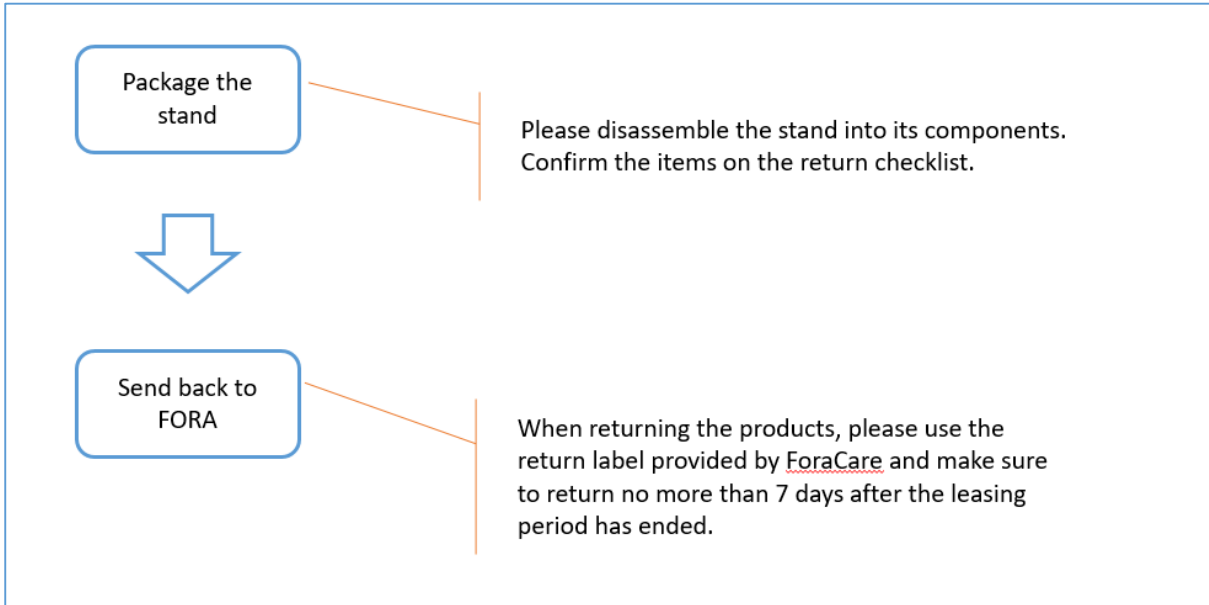 Package the
stand
Please disassemble the stand into its components.
Confirm the items on the return checklist.
Send back to
FORA
When returning the products, please use the
return label provided by ForaCare and make sure
to return no more than 7 days after the leasing
period has ended.